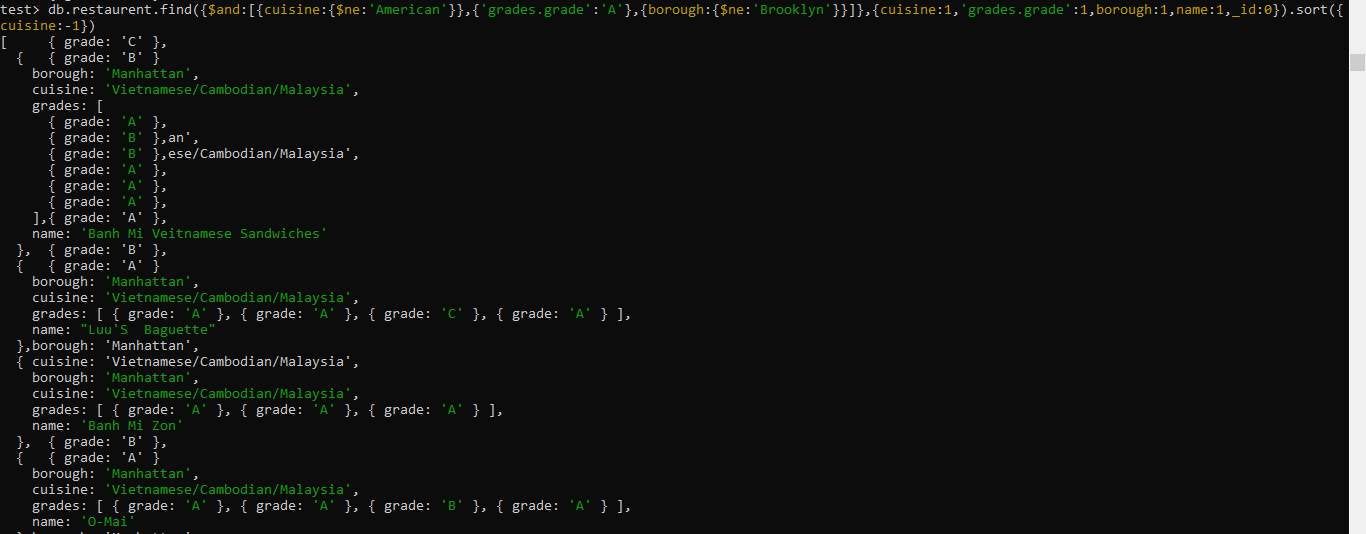 test> db.restaurent.find({$and:[{cuisine:{$ne:'American'}},{'grades.grade':'A'},{borough:{$ne:'Brooklyn'}}]},{cuisine:1,'grades.grade':1,borough:1,name:1,_id:0}).sort({
cuisine:-1})
[     { grade: 'C' },
  {   { grade: 'B' }
    borough: 'Manhattan',
    cuisine: 'Vietnamese/Cambodian/Malaysia',
    grades: [
      { grade: 'A' },
      { grade: 'B' },an',
      { grade: 'B' },ese/Cambodian/Malaysia',
      { grade: 'A' },
      { grade: 'A' },
      { grade: 'A' },
    ],{ grade: 'A' },
    name: 'Banh Mi Veitnamese Sandwiches'
  },  { grade: 'B' },
  {   { grade: 'A' }
    borough: 'Manhattan',
    cuisine: 'Vietnamese/Cambodian/Malaysia',
    grades: [ { grade: 'A' }, { grade: 'A' }, { grade: 'C' }, { grade: 'A' } ],
    name: "Luu'S  Baguette"
  },borough: 'Manhattan',
  { cuisine: 'Vietnamese/Cambodian/Malaysia',
    borough: 'Manhattan',
    cuisine: 'Vietnamese/Cambodian/Malaysia',
    grades: [ { grade: 'A' }, { grade: 'A' }, { grade: 'A' } ],
    name: 'Banh Mi Zon'
  },  { grade: 'B' },
  {   { grade: 'A' }
    borough: 'Manhattan',
    cuisine: 'Vietnamese/Cambodian/Malaysia',
    grades: [ { grade: 'A' }, { grade: 'A' }, { grade: 'B' }, { grade: 'A' } ],
    name: 'O-Mai'